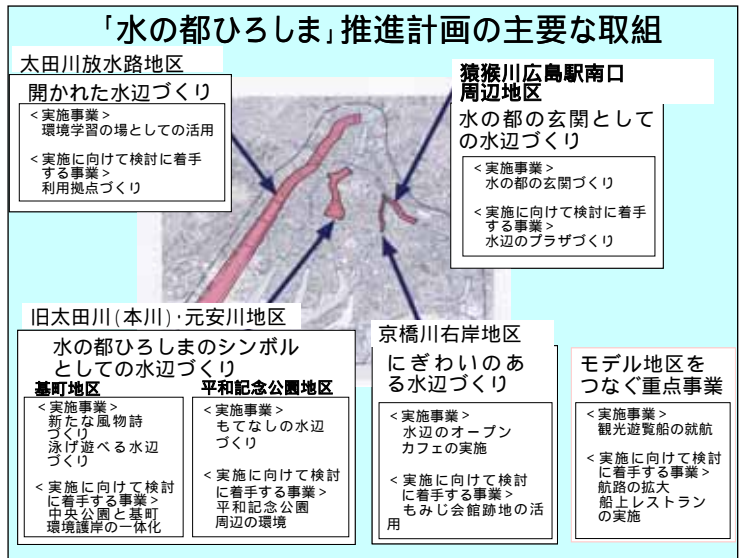 「水の都ひろしま」推進計画の主要な取組
太田川放水路地区
開かれた水辺づくり
<実施事業>
環境学習の場としての活用
<実施に向けて検討に着手
する事業>
利用拠点づくり
猿猴川広島駅南口
周辺地区
水の都の玄関として
の水辺づくり
<実施事業>
水の都の玄関づくり
<実施に向けて検討に着手
する事業>
水辺のプラザづくり
旧太田川(本川)・元安川地区
水の都ひろしまのシンボル
としての水辺づくり
基町地区
<実施事業>
新たな風物詩
づくり
泳げ遊べる水辺
づくり
<実施に向けて検討
に着手する事業>
中央公園と基町
環境護岸の一体化
平和記念公園地区
<実施事業>
もてなしの水辺
づくり
<実施に向けて検討
に着手する事業>
平和記念公園
周辺の環境
京橋川右岸地区
にぎわいのあ
る水辺づくり
<実施事業>
水辺のオープン
カフェの実施
<実施に向けて検討
に着手する事業>
もみじ会館跡地の活
用
モデル地区を
つなぐ重点事業
<実施事業>
観光遊覧船の就航
<実施に向けて検討
に着手する事業>
航路の拡大
船上レストラン
の実施